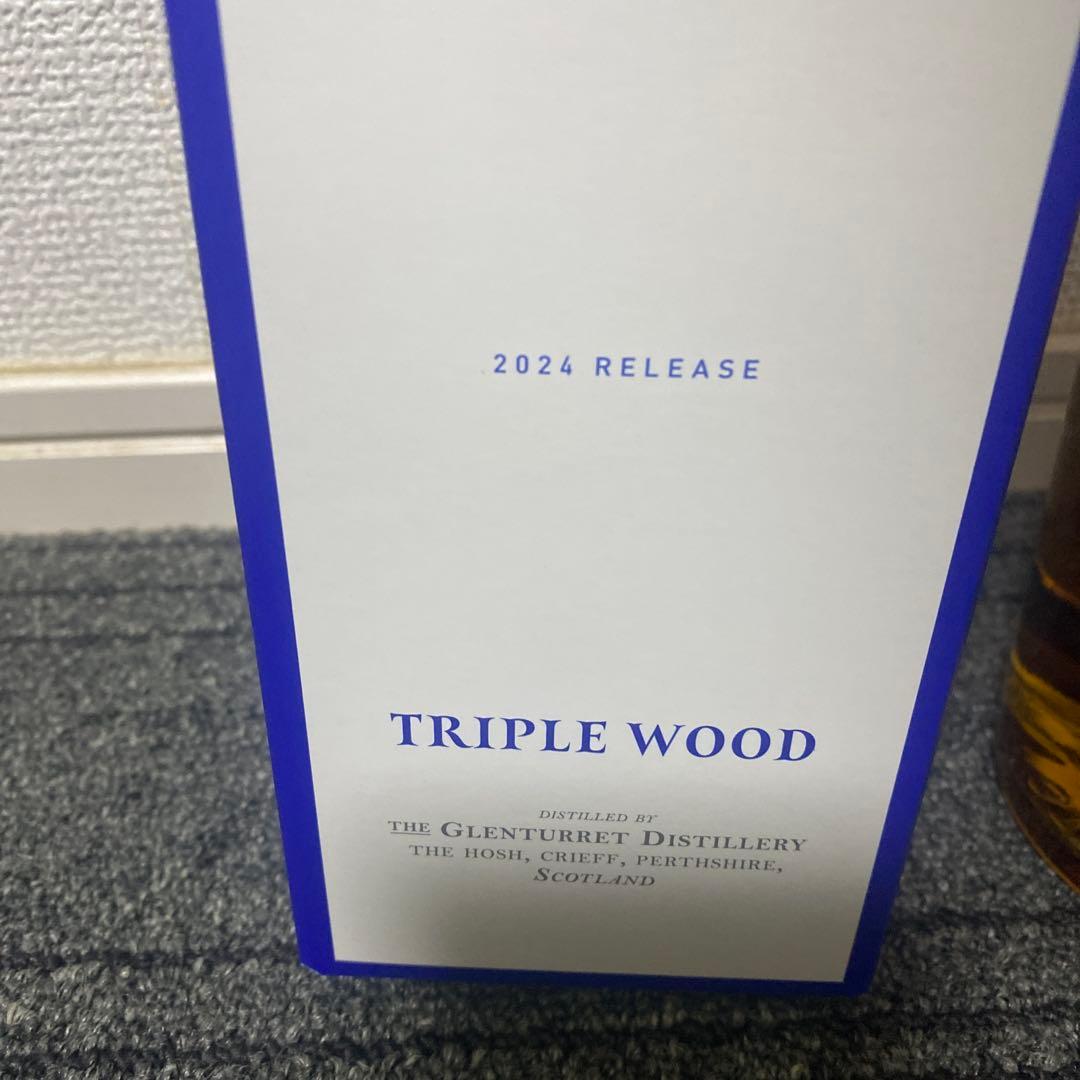 2024 RELEASE
TRIPLE WOOD
DISTILLED BY
THE GLENTURRET DISTILLERY
THE HOSH, CRIEFF, PERTHSHIRE,
SCOTLAND